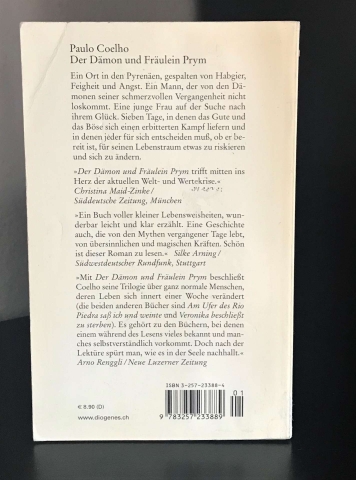 Paulo Coelho
Der Dämon und Fräulein Prym
Ein Ort in den Pyrenäen, gespalten von Habgier,
Feigheit und Angst. Ein Mann, der von den Dä-
monen seiner schmerzvollen Vergangenheit nicht
loskommt. Eine junge Frau auf der Suche nach
ihrem Glück. Sieben Tage, in denen das Gute und
das Böse sich einen erbitterten Kampf liefern und
in denen jeder für sich entscheiden muß, ob er be-
reit ist, für seinen Lebenstraum etwas zu riskieren
und sich zu ändern.
»Der Dämon und Fräulein Prym trifft mitten ins
Herz der aktuellen Welt- und Wertekrise.«
Christina Maid-Zinke /
Süddeutsche Zeitung, München
»Ein Buch voller kleiner Lebensweisheiten, wun-
derbar leicht und klar erzählt. Eine Geschichte
auch, die von den Mythen vergangener Tage lebt,
von übersinnlichen und magischen Kräften. Schön
ist dieser Roman zu lesen.« Silke Arning /
Südwestdeutscher Rundfunk, Stuttgart
»Mit Der Dämon und Fräulein Prym beschließt
Coelho seine Trilogie über ganz normale Menschen,
deren Leben sich innert einer Woche verändert
(die beiden anderen Bücher sind Am Ufer des Rio
Piedra saß ich und weinte und Veronika beschließt
zu sterben). Es gehört zu den Büchern, bei denen
einem während des Lesens vieles bekannt und man-
ches selbstverständlich vorkommt. Doch nach der
Lektüre spürt man, wie es in der Seele nachhallt.«
Arno Renggli / Neue Luzerner Zeitung
ISBN 3-257-23388-4
01
€ 8.90 (D)
www.diogenes.ch
9 783257 233889